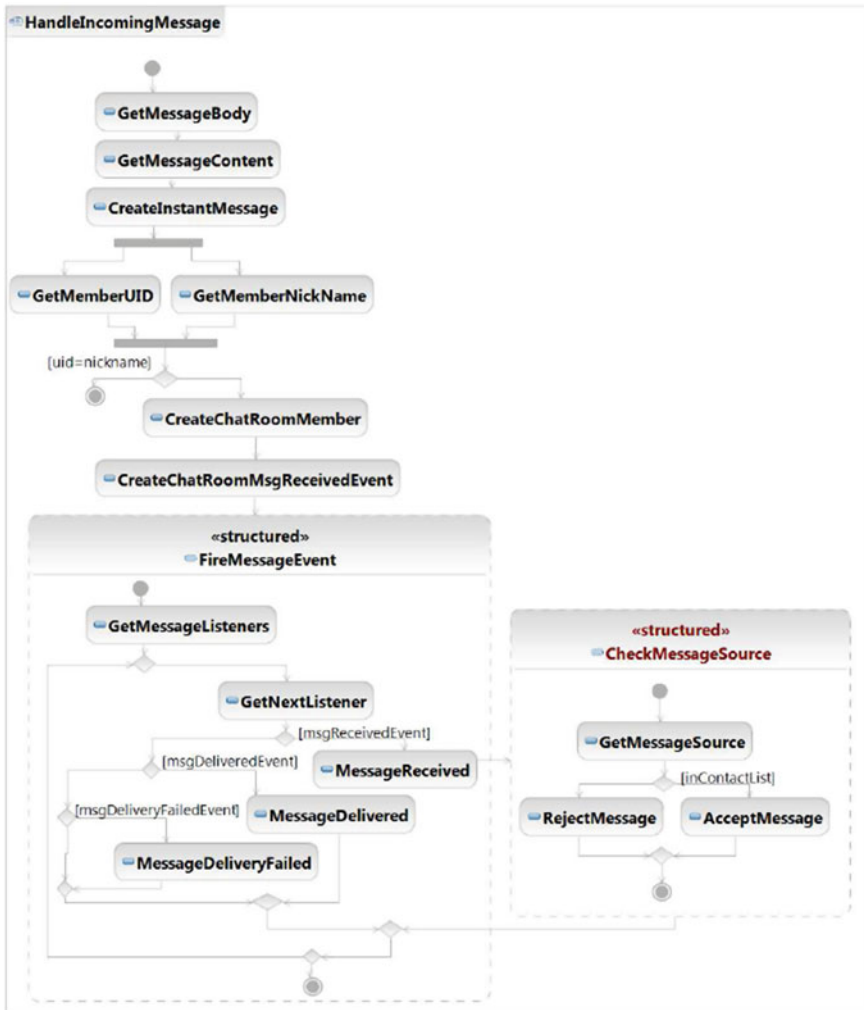 HandleIncomingMessage
GetMessageBody
GetMessageContent
CreateInstantMessage
GetMemberUID
GetMemberNickName
[uid=nickname]
CreateChatRoomMember
CreateChatRoomMsgReceivedEvent
«structured»
FireMessageEvent
GetMessageListeners
GetNextListener
[msgReceivedEvent]
MessageReceived
[msgDeliveredEvent]
MessageDelivered
[msgDeliveryFailedEvent]
MessageDeliveryFailed
«structured»
CheckMessageSource
GetMessageSource
[inContactList]
RejectMessage
AcceptMessage